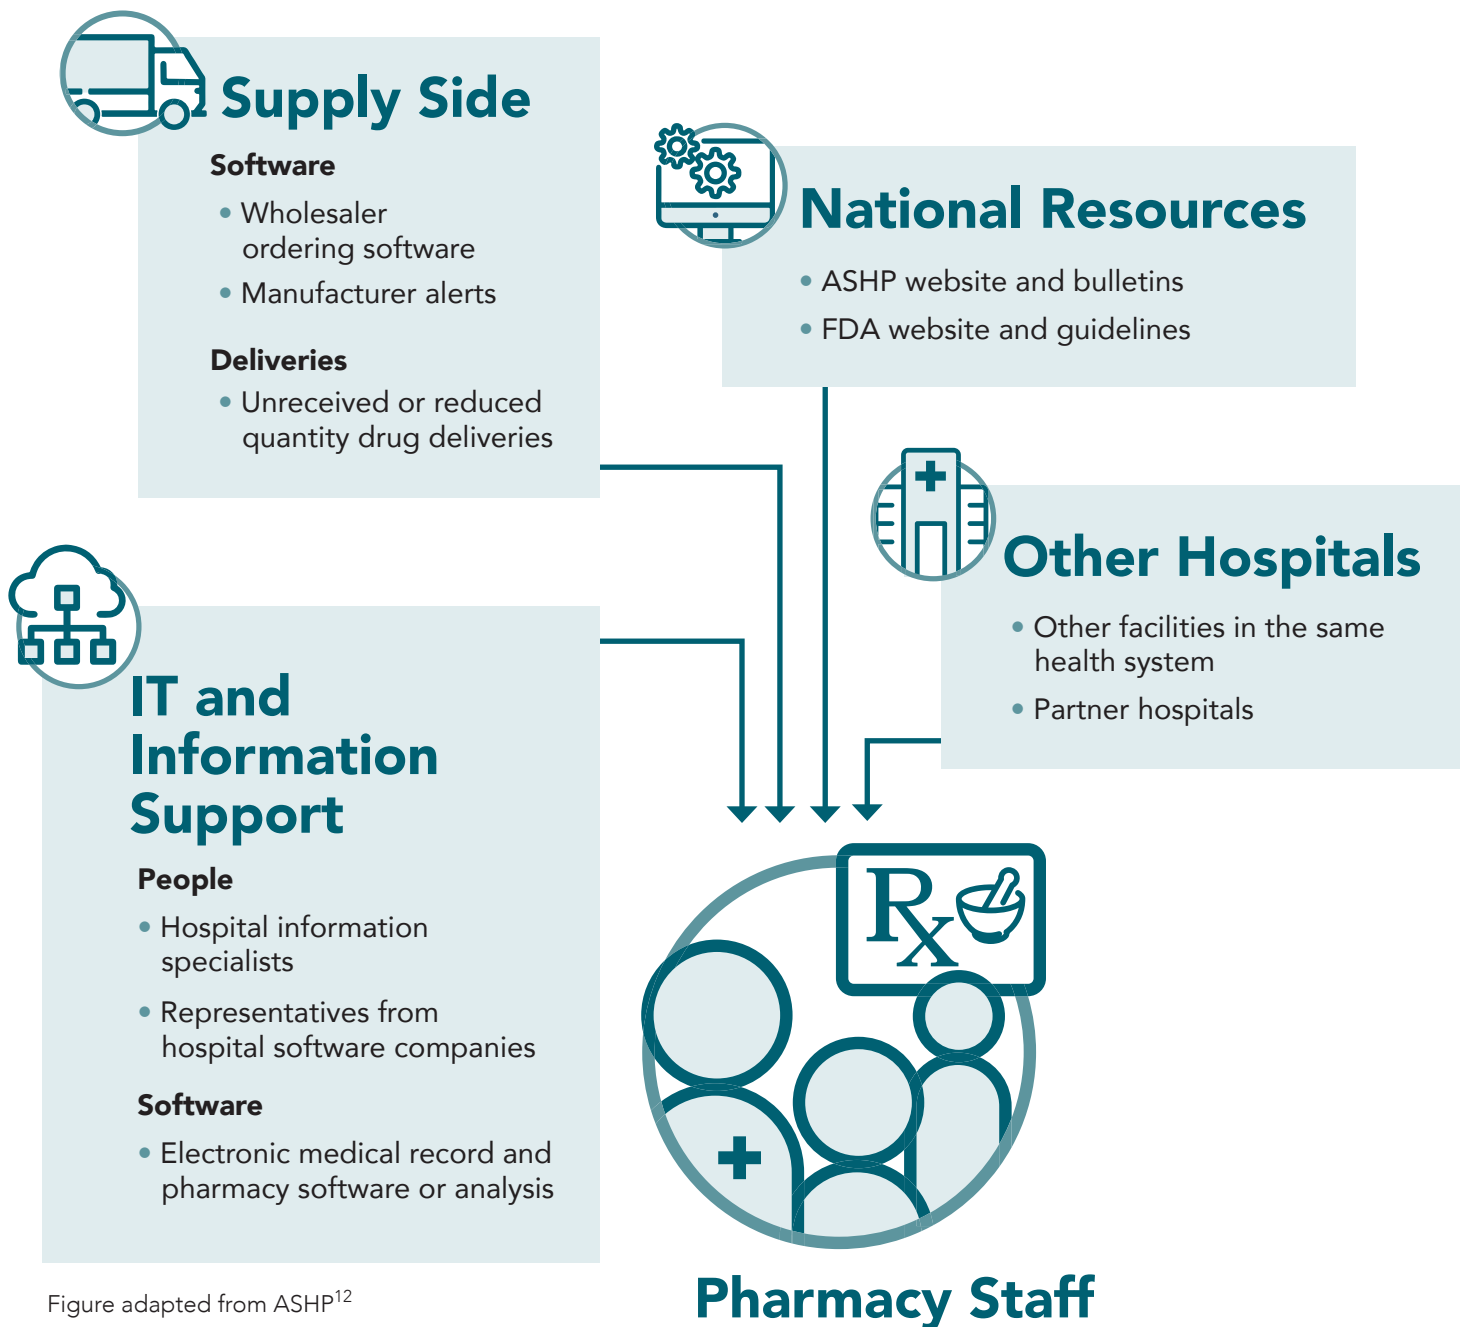 Supply Side
Software
• Wholesaler
ordering software
• Manufacturer alerts
Deliveries
• Unreceived or reduced
quantity drug deliveries
National Resources
• ASHP website and bulletins
• FDA website and guidelines
Other Hospitals
• Other facilities in the same
health system
• Partner hospitals
IT and
Information
Support
People
• Hospital information
specialists
• Representatives from
hospital software companies
Software
• Electronic medical record and
pharmacy software or analysis
Rx
Pharmacy Staff
Figure adapted from ASHP12